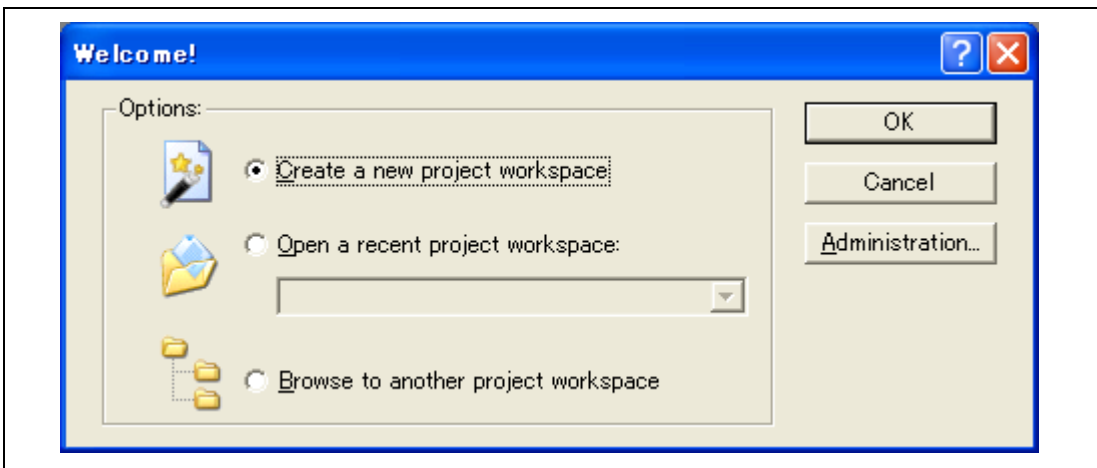 Welcome!
Options:
Create a new project workspace
Open a recent project workspace:
Browse to another project workspace
OK
Cancel
Administration...